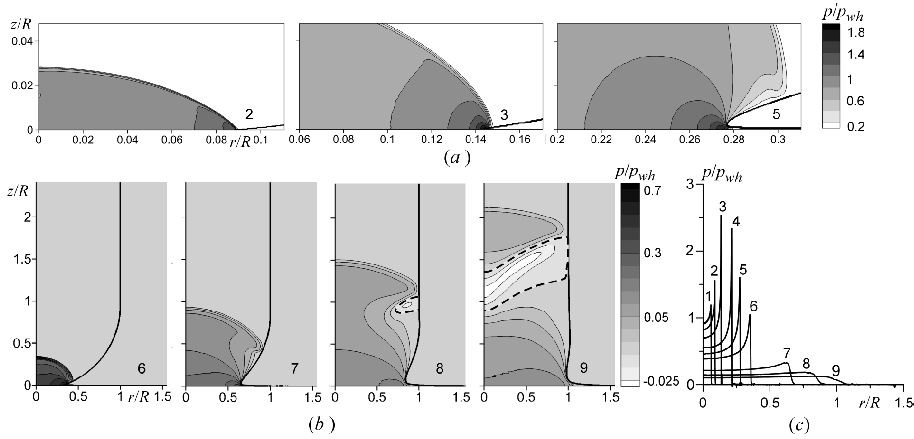 z/R
0.04
0.02
0
2
0 0.02 0.04 0.06 0.08 0.1
r/R
3
0.06 0.08 0.1 0.12 0.14 0.16
5
0.2 0.22 0.24 0.26 0.28 0.3
p/p_wh
1.8
1.4
1
0.6
0.2
(a)
z/R
2
1.5
1
0.5
0
6
0 0.5 1 r/R 1.5
7
0 0.5 1 1.5
8
0 0.5 1 1.5
9
0 0.5 1 1.5
p/p_wh
0.7
0.3
0.05
-0.025
(b)
p/p_wh
3
2
1
0
1 2 3 4 5 6 7 8 9
0 0.5 1 r/R 1.5
(c)